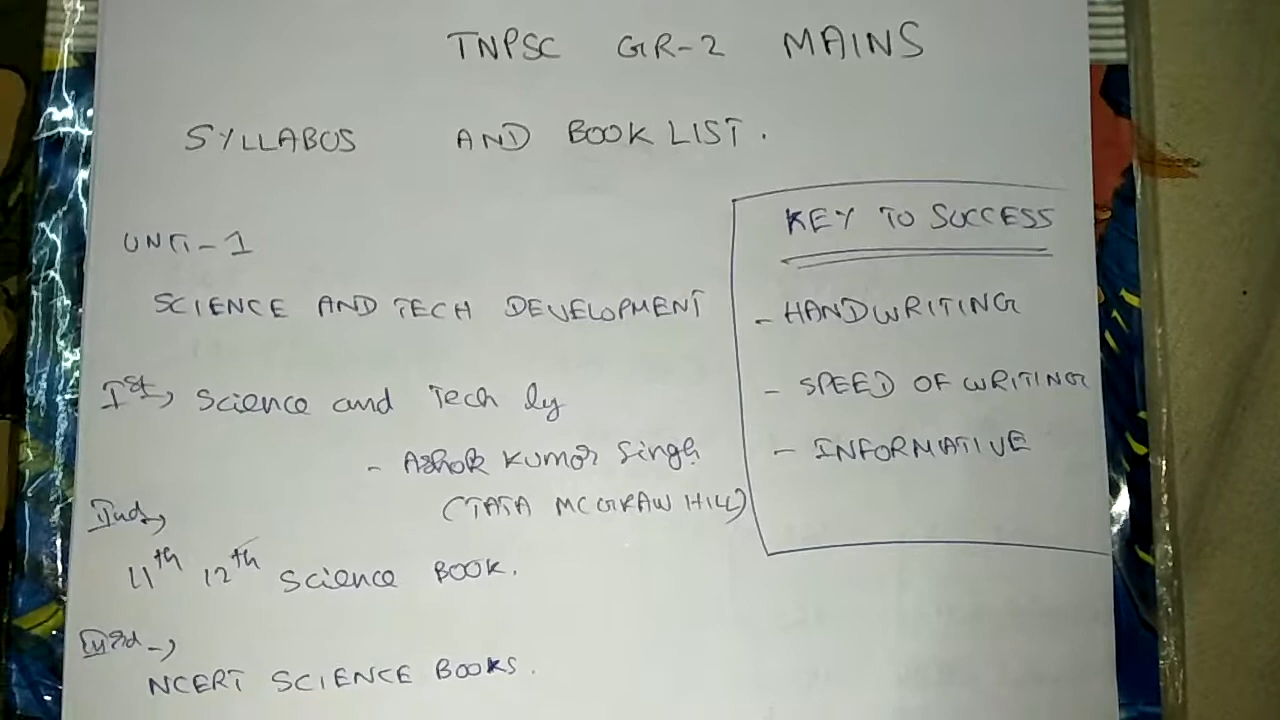 TNPSC GR-2 MAINS
SYLLABUS AND BOOK LIST.
UNIT-1
SCIENCE AND TECH DEVELOPMENT
Ist, Science and Tech by
- Ashok Kumar Singh
(TATA MCGRAW HILL)
IInd,
11th 12th Science BOOK.
IIIrd -,
NCERT SCIENCE BOOKS.
KEY TO SUCCESS
- HANDWRITING
- SPEED OF WRITING
- INFORMATIVE